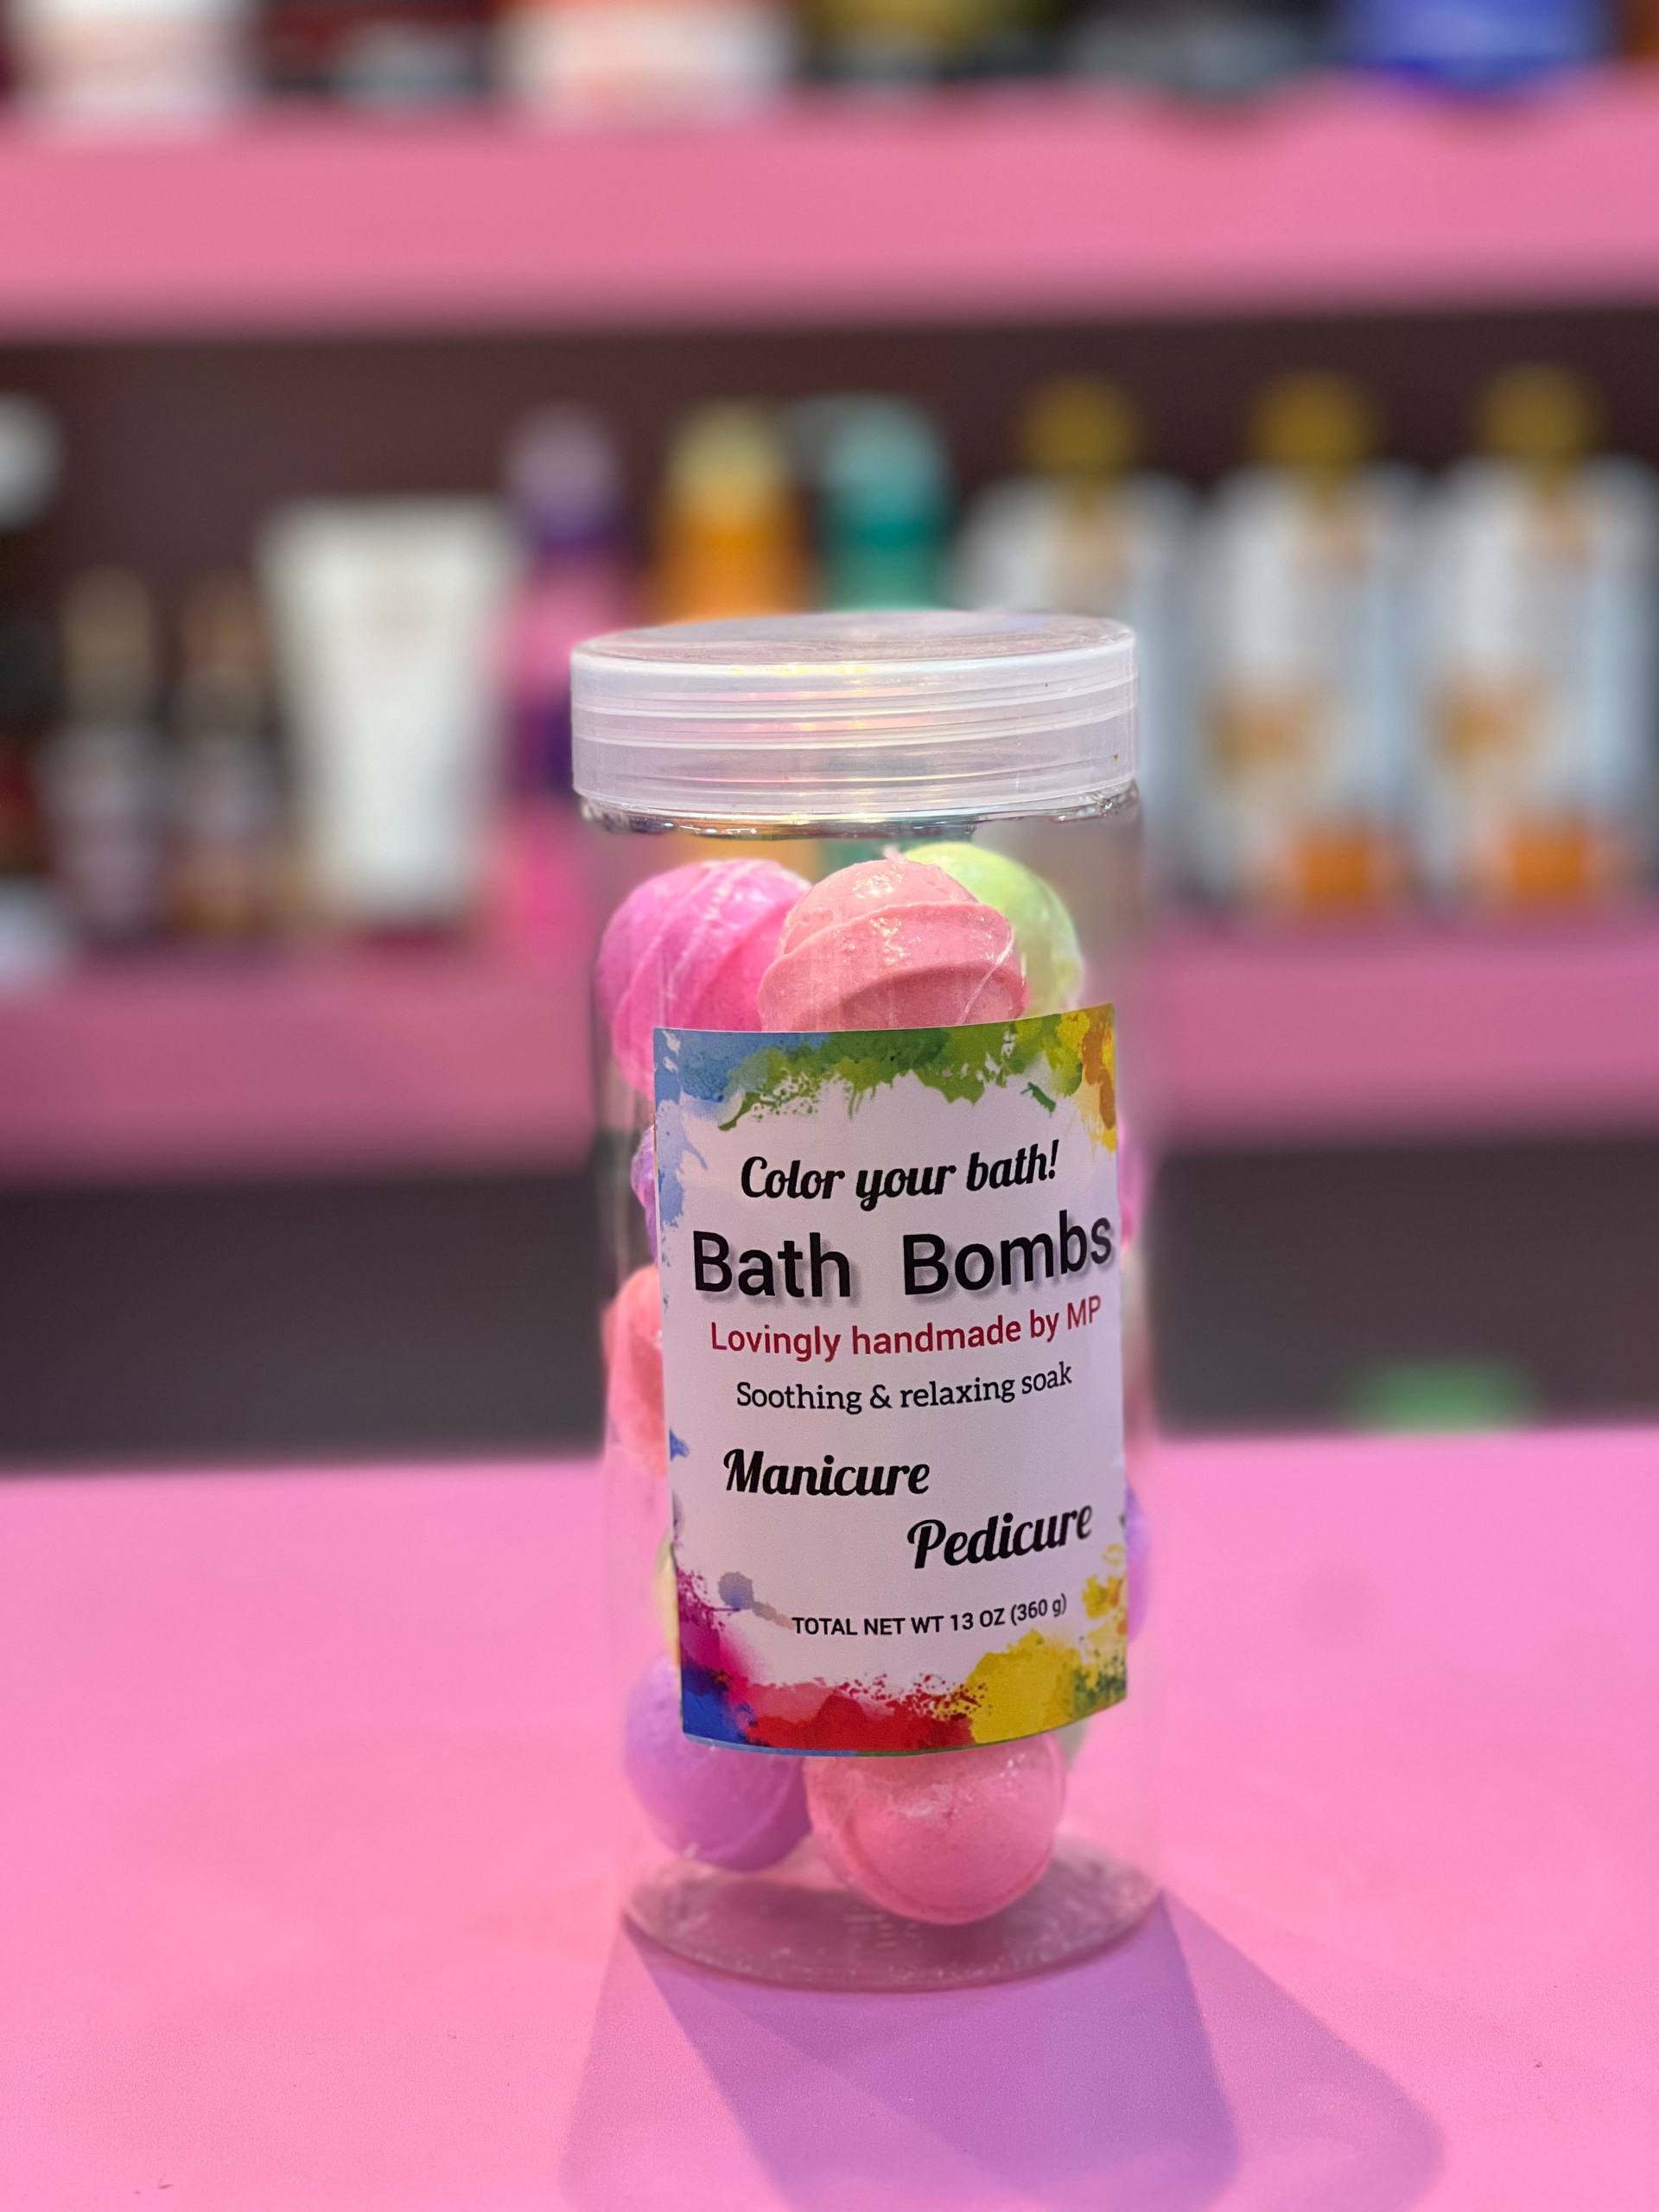 Color your bath!
Bath Bombs
Lovingly handmade by MP
Soothing & relaxing soak
Manicure
Pedicure
TOTAL NET WT 13 OZ (360 g)